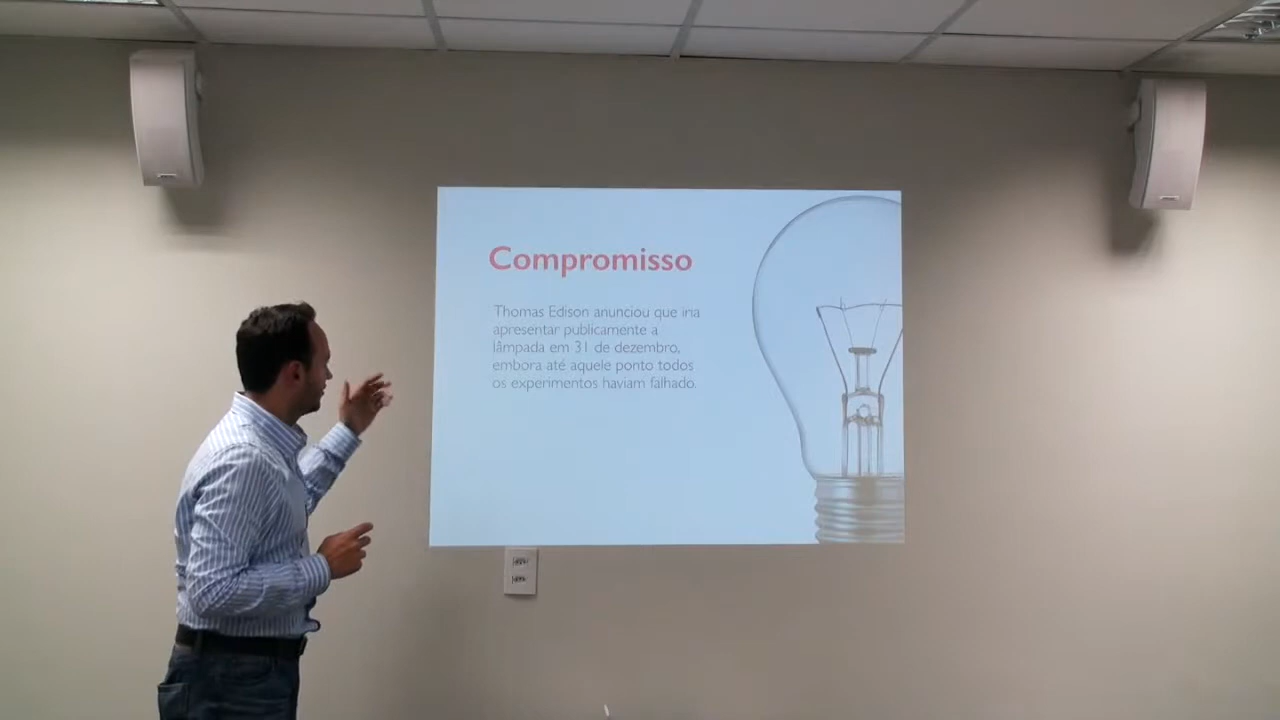 Compromisso
Thomas Edison anunciou que iria
apresentar publicamente a
lâmpada em 31 de dezembro,
embora até aquele ponto todos
os experimentos haviam falhado.